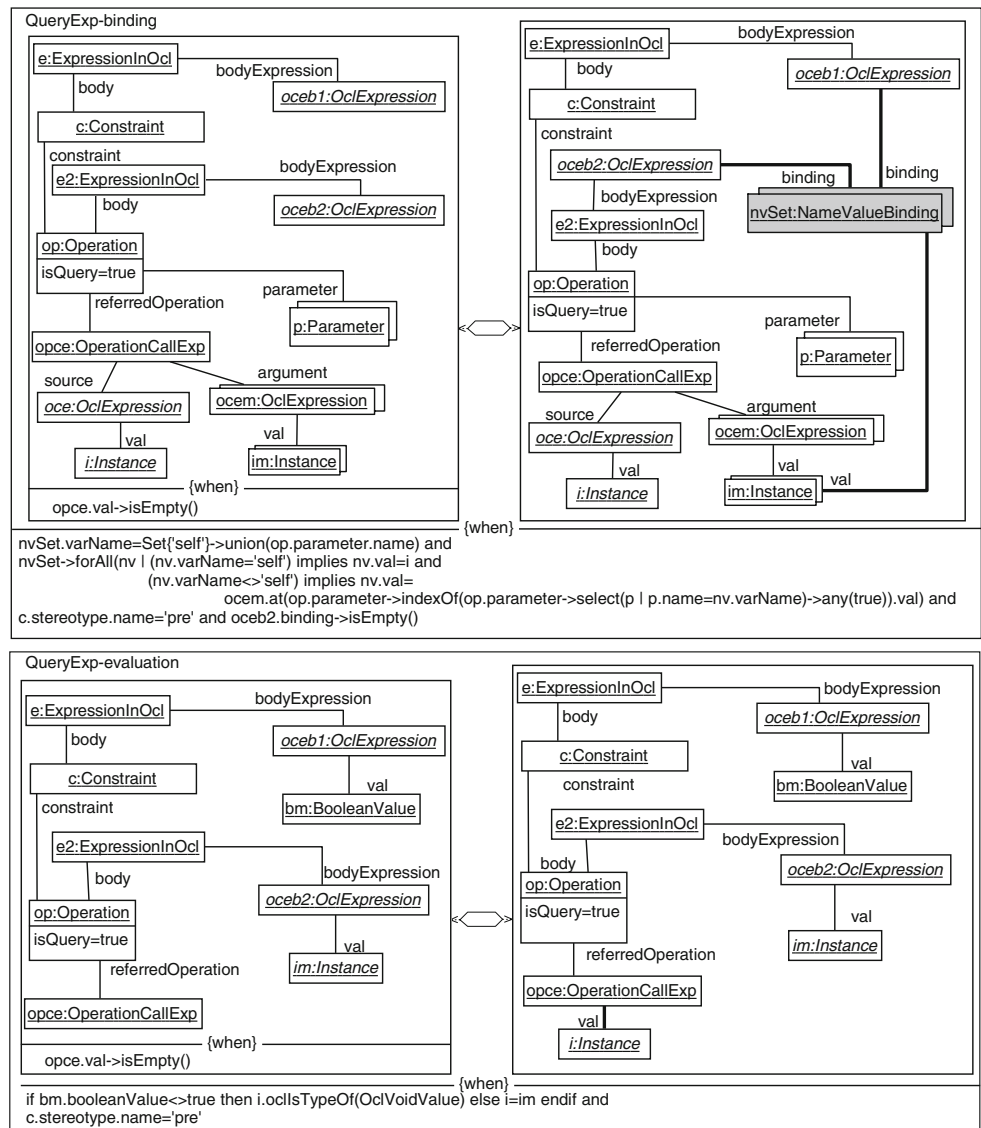 QueryExp-binding
e:ExpressionInOcl
bodyExpression
body
oceb1:OclExpression
c:Constraint
constraint
e2:ExpressionInOcl
bodyExpression
body
oceb2:OclExpression
op:Operation
isQuery=true
parameter
referredOperation
p:Parameter
opce:OperationCallExp
source
argument
oce:OclExpression
ocem:OclExpression
val
val
i:Instance
im:Instance
{when}
opce.val->isEmpty()
e:ExpressionInOcl
bodyExpression
body
oceb1:OclExpression
c:Constraint
constraint
oceb2:OclExpression
binding
binding
bodyExpression
nvSet:NameValueBinding
e2:ExpressionInOcl
body
op:Operation
isQuery=true
parameter
referredOperation
p:Parameter
opce:OperationCallExp
source
argument
oce:OclExpression
ocem:OclExpression
val
val
val
i:Instance
im:Instance
{when}
nvSet.varName=Set{'self'}->union(op.parameter.name) and
nvSet->forAll(nv | (nv.varName='self') implies nv.val=i and
(nv.varName<>'self') implies nv.val=
ocem.at(op.parameter->indexOf(op.parameter->select(p | p.name=nv.varName)->any(true)).val) and
c.stereotype.name='pre' and oceb2.binding->isEmpty()
QueryExp-evaluation
e:ExpressionInOcl
bodyExpression
body
oceb1:OclExpression
c:Constraint
val
constraint
bm:BooleanValue
e2:ExpressionInOcl
bodyExpression
body
oceb2:OclExpression
op:Operation
isQuery=true
val
im:Instance
referredOperation
opce:OperationCallExp
{when}
opce.val->isEmpty()
e:ExpressionInOcl
bodyExpression
body
oceb1:OclExpression
c:Constraint
val
constraint
bm:BooleanValue
e2:ExpressionInOcl
bodyExpression
body
oceb2:OclExpression
op:Operation
isQuery=true
val
im:Instance
referredOperation
opce:OperationCallExp
val
i:Instance
{when}
if bm.booleanValue<>true then i.oclIsTypeOf(OclVoidValue) else i=im endif and
c.stereotype.name='pre'